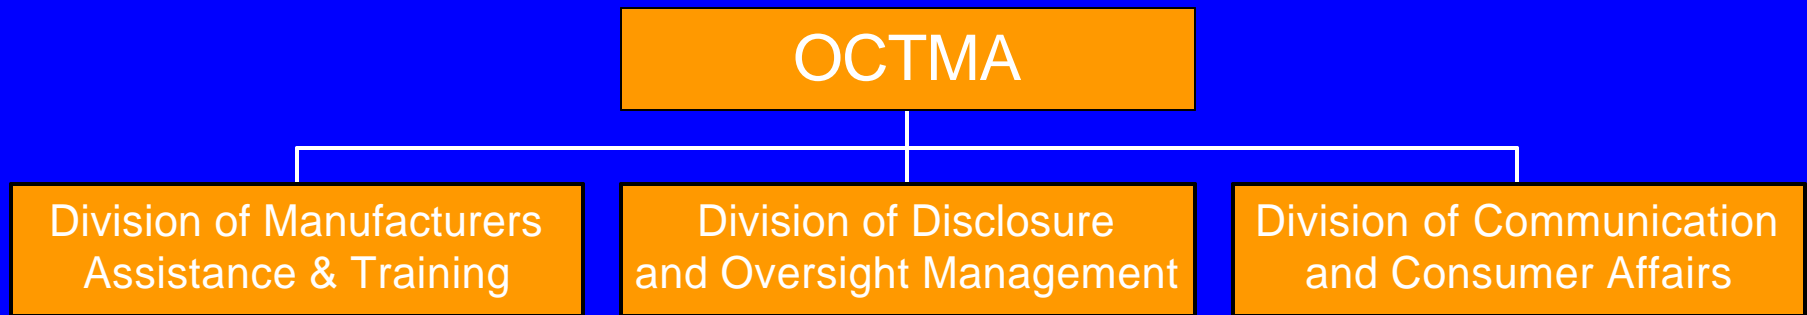 OCTMA
Division of Manufacturers
Assistance & Training
Division of Disclosure
and Oversight Management
Division of Communication
and Consumer Affairs